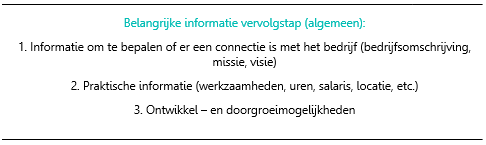 Belangrijke informatie vervolgstap (algemeen):
1. Informatie om te bepalen of er een connectie is met het bedrijf (bedrijfsomschrijving,
missie, visie)
2. Praktische informatie (werkzaamheden, uren, salaris, locatie, etc.)
3. Ontwikkel – en doorgroeimogelijkheden